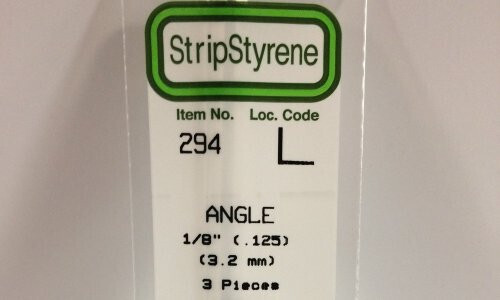 StripStyrene
Item No. Loc. Code
294 L
ANGLE
1/8" (.125)
(3.2 mm)
3 Pieces